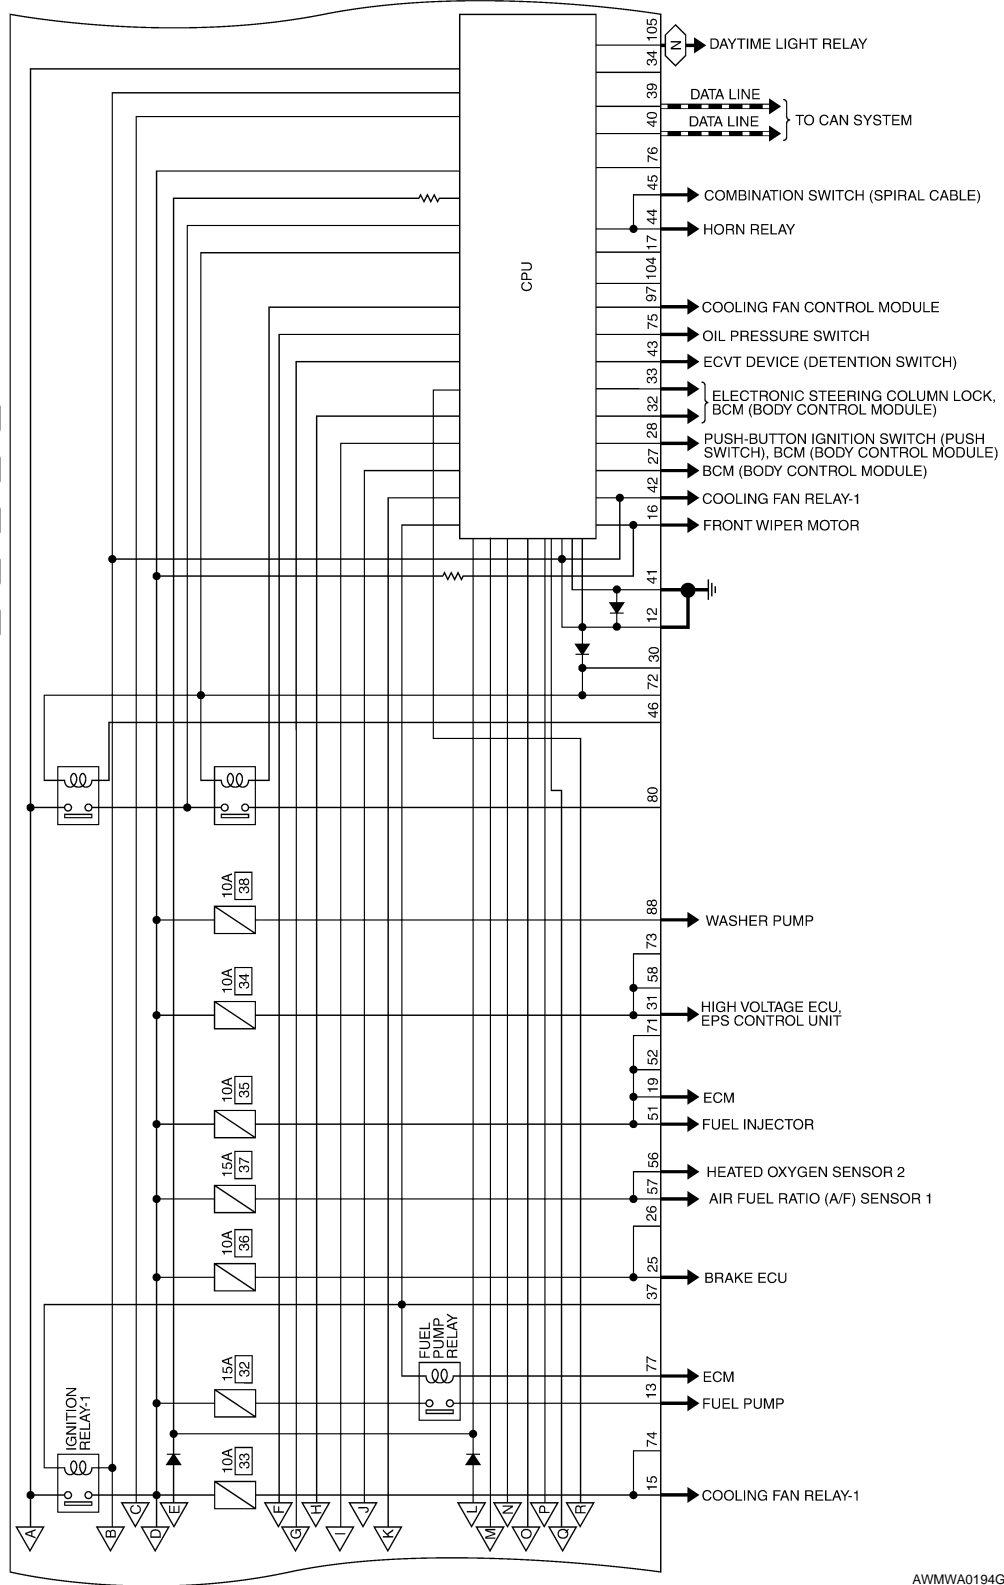 105
N
DAYTIME LIGHT RELAY
34
39
DATA LINE
40
DATA LINE
TO CAN SYSTEM
76
45
COMBINATION SWITCH (SPIRAL CABLE)
44
HORN RELAY
17
CPU
104
97
COOLING FAN CONTROL MODULE
75
OIL PRESSURE SWITCH
43
ECVT DEVICE (DETENTION SWITCH)
33
ELECTRONIC STEERING COLUMN LOCK,
BCM (BODY CONTROL MODULE)
32
28
PUSH-BUTTON IGNITION SWITCH (PUSH
SWITCH), BCM (BODY CONTROL MODULE)
27
BCM (BODY CONTROL MODULE)
42
COOLING FAN RELAY-1
16
FRONT WIPER MOTOR
41
12
30
72
46
80
10A
38
88
WASHER PUMP
73
10A
34
58
31
HIGH VOLTAGE ECU,
EPS CONTROL UNIT
71
52
10A
35
19
ECM
51
FUEL INJECTOR
15A
37
56
HEATED OXYGEN SENSOR 2
57
AIR FUEL RATIO (A/F) SENSOR 1
26
10A
36
25
BRAKE ECU
37
FUEL
PUMP
RELAY
15A
32
77
ECM
13
FUEL PUMP
IGNITION
RELAY-1
10A
33
74
15
COOLING FAN RELAY-1
A
B
C
D
E
F
G
H
I
J
K
L
M
N
O
P
Q
R
AWMWA0194G